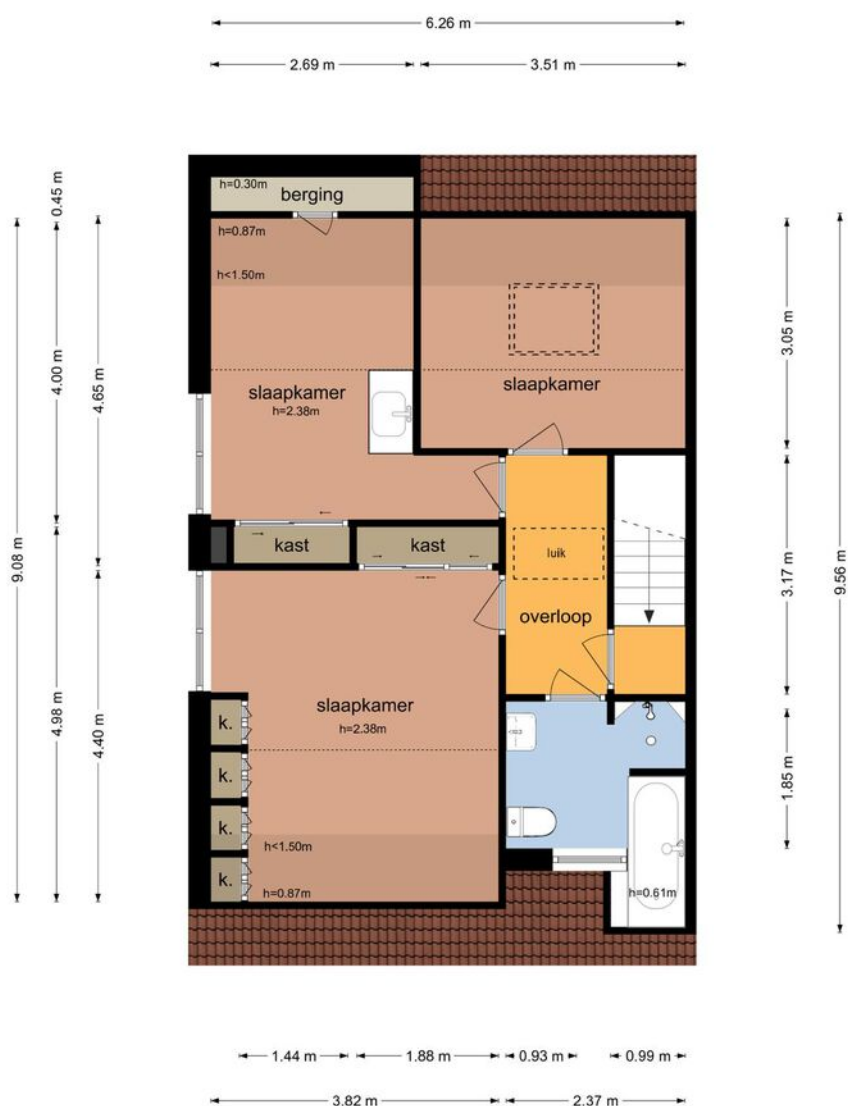 6.26 m
2.69 m
3.51 m
0.45 m
h=0.30m
berging
h=0.87m
h<1.50m
9.08 m
4.00 m
4.65 m
3.05 m
slaapkamer
h=2.38m
slaapkamer
kast
kast
luik
overloop
3.17 m
9.56 m
4.98 m
4.40 m
slaapkamer
h=2.38m
k.
k.
k.
k.
1.85 m
h<1.50m
h=0.87m
h=0.61m
1.44 m
1.88 m
0.93 m
0.99 m
3.82 m
2.37 m